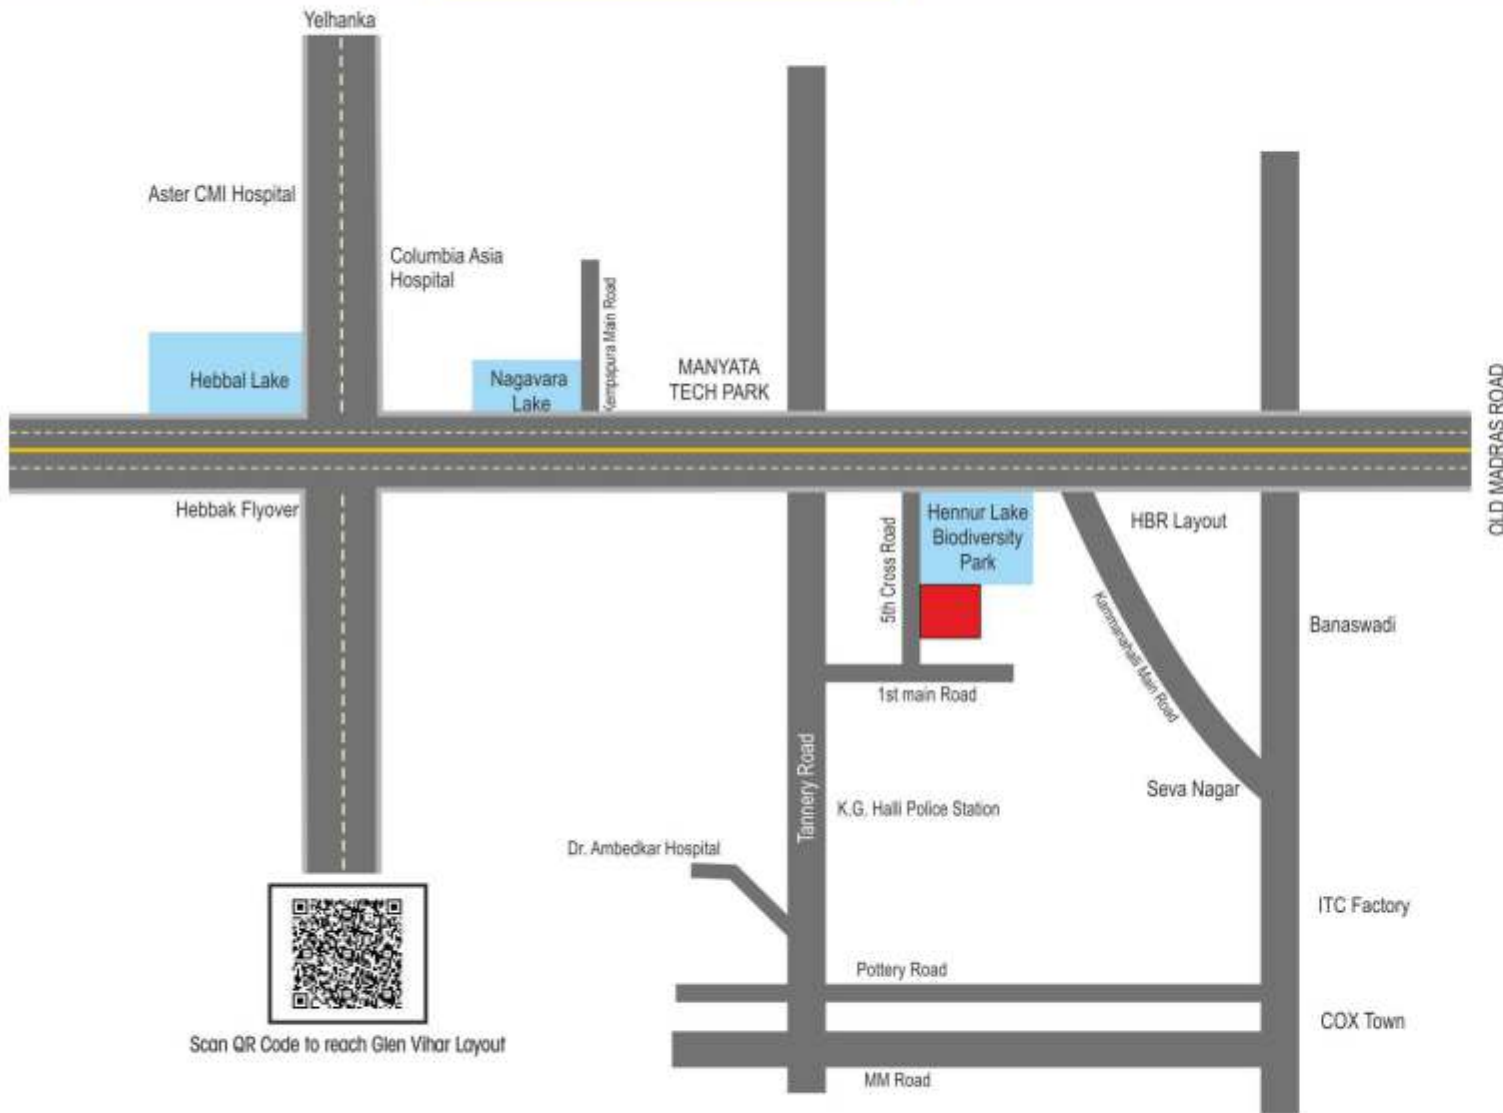 Yelhanka
Aster CMI Hospital
Columbia Asia
Hospital
Hebbal Lake
Nagavara
Lake
Kempapura Main Road
MANYATA
TECH PARK
OLD MADRAS ROAD
Hebbak Flyover
5th Cross Road
Hennur Lake
Biodiversity
Park
HBR Layout
Kammanahalli Main Road
Banaswadi
1st main Road
Tannery Road
Seva Nagar
K.G. Halli Police Station
Dr. Ambedkar Hospital
ITC Factory
Pottery Road
COX Town
Scan QR Code to reach Glen Vihar Layout
MM Road